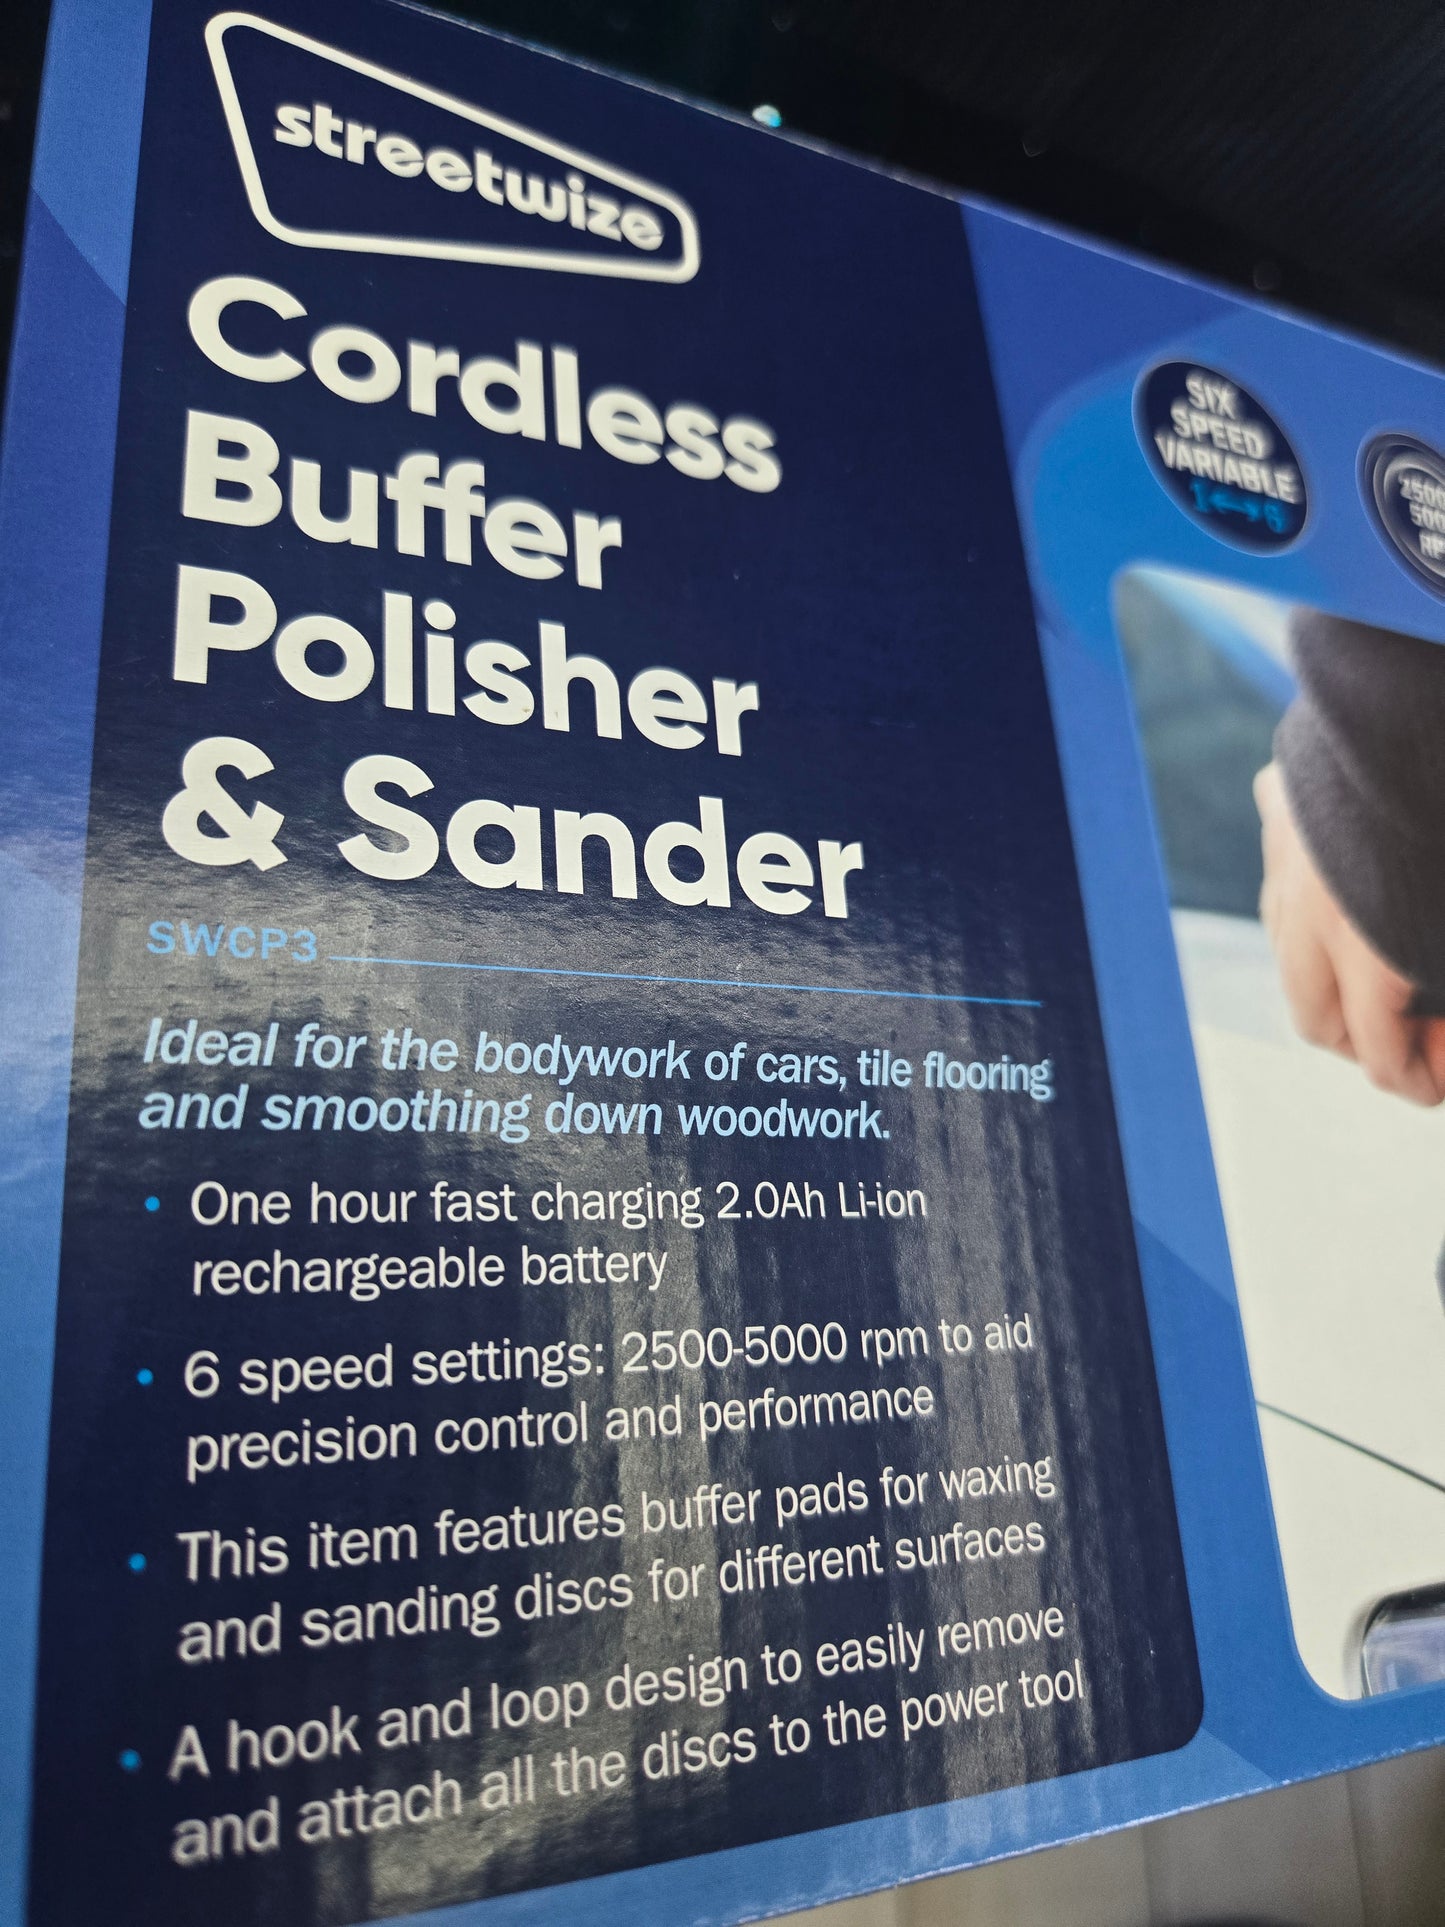 streetwize
Cordless
Buffer
Polisher
& Sander
SWCP3
Ideal for the bodywork of cars, tile flooring
and smoothing down woodwork.
• One hour fast charging 2.0Ah Li-ion
rechargeable battery
• 6 speed settings: 2500-5000 rpm to aid
precision control and performance
• This item features buffer pads for waxing
and sanding discs for different surfaces
• A hook and loop design to easily remove
and attach all the discs to the power tool
SIX
SPEED
VARIABLE
1↔6